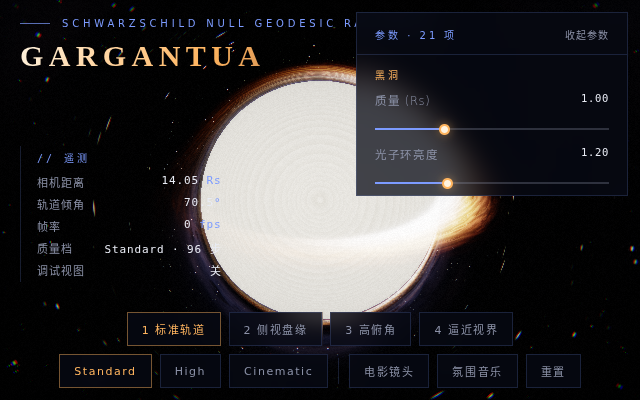 SCHWARZSCHILD NULL GEODESIC
GARGANTUA
参数 · 21 项 收起参数
黑洞
质量 (Rs) 1.00
光子环亮度 1.20
// 遥测
相机距离 14.05 Rs
轨道倾角 70 °
帧率 0 fps
质量档 Standard · 96
调试视图 关
1 标准轨道 2 侧视盘缘 3 高俯角 4 逼近视界
Standard High Cinematic 电影镜头 氛围音乐 重置